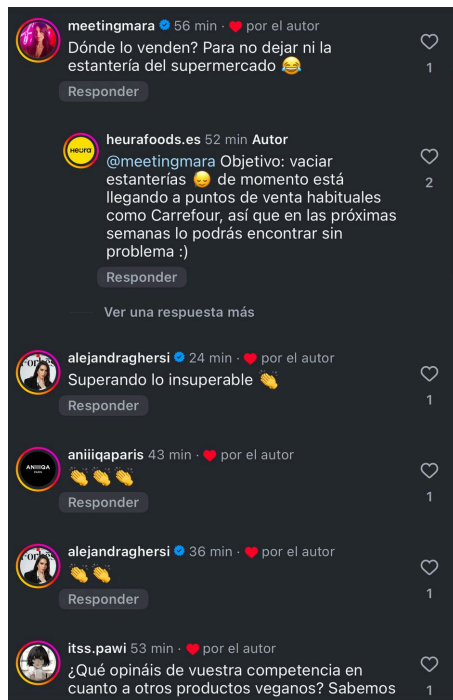 meetingmara 56 min · ❤️ por el autor
Dónde lo venden? Para no dejar ni la
estantería del supermercado 😂
1
Responder
heura
heurafoods.es 52 min Autor
@meetingmara Objetivo: vaciar
estanterías 😏 de momento está
llegando a puntos de venta habituales
como Carrefour, así que en las próximas
semanas lo podrás encontrar sin
problema :)
2
Responder
Ver una respuesta más
alejandraghersi 24 min · ❤️ por el autor
Superando lo insuperable 👏
1
Responder
ANIIIQA
PARIS
aniiiqaparis 43 min · ❤️ por el autor
👏👏👏
1
Responder
alejandraghersi 36 min · ❤️ por el autor
👏👏
1
Responder
itss.pawi 53 min · ❤️ por el autor
¿Qué opináis de vuestra competencia en
cuanto a otros productos veganos? Sabemos
1